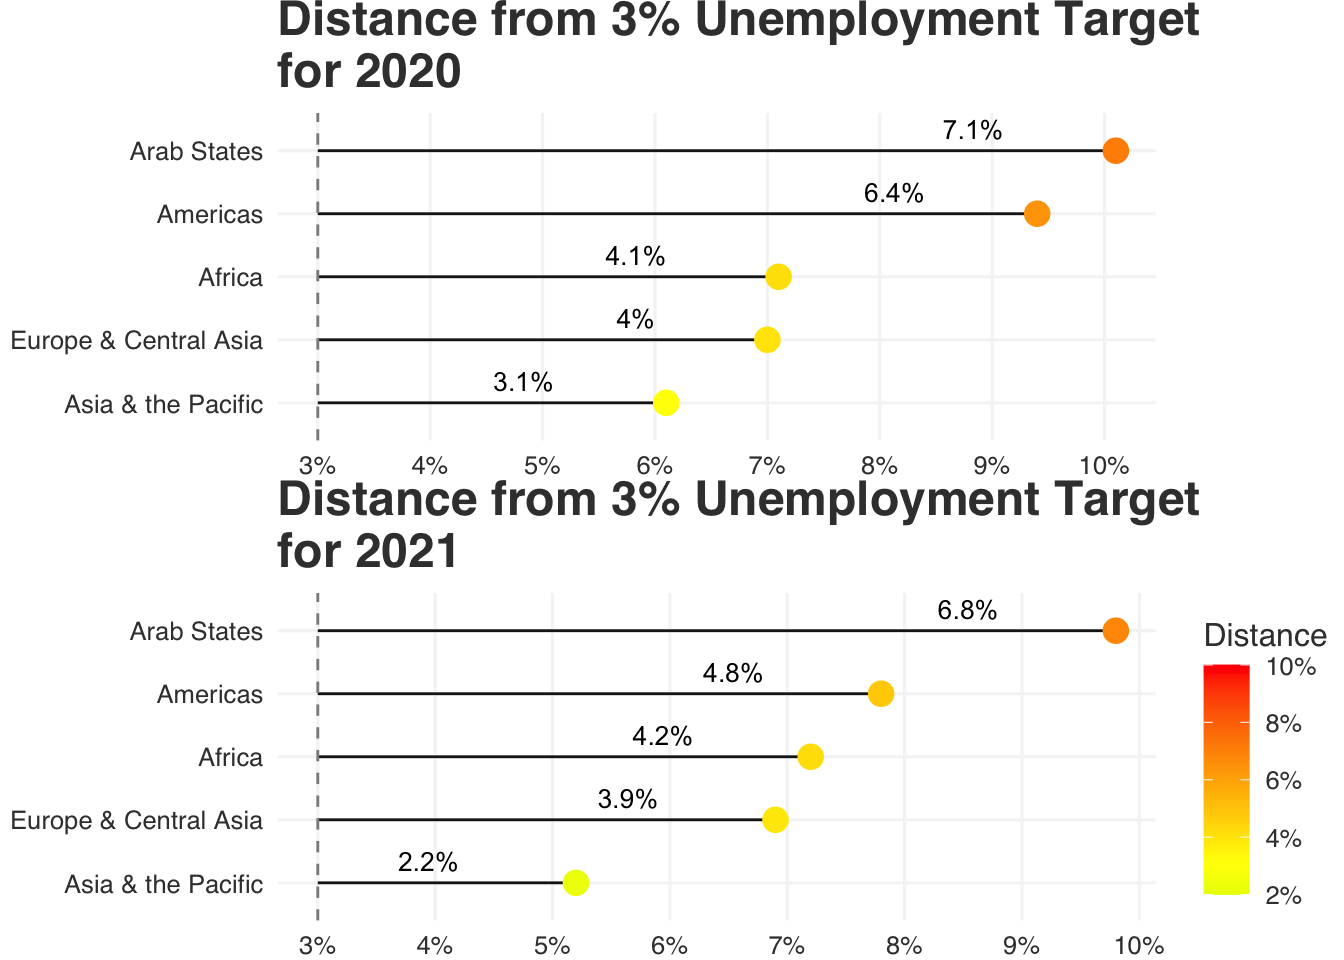 Distance from 3% Unemployment Target
for 2020
7.1%
Arab States
6.4%
Americas
4.1%
Africa
4%
Europe & Central Asia
3.1%
Asia & the Pacific
3% 4% 5% 6% 7% 8% 9% 10%
Distance from 3% Unemployment Target
for 2021
6.8%
Arab States
4.8%
Americas
4.2%
Africa
3.9%
Europe & Central Asia
2.2%
Asia & the Pacific
3% 4% 5% 6% 7% 8% 9% 10%
Distance
10%
8%
6%
4%
2%